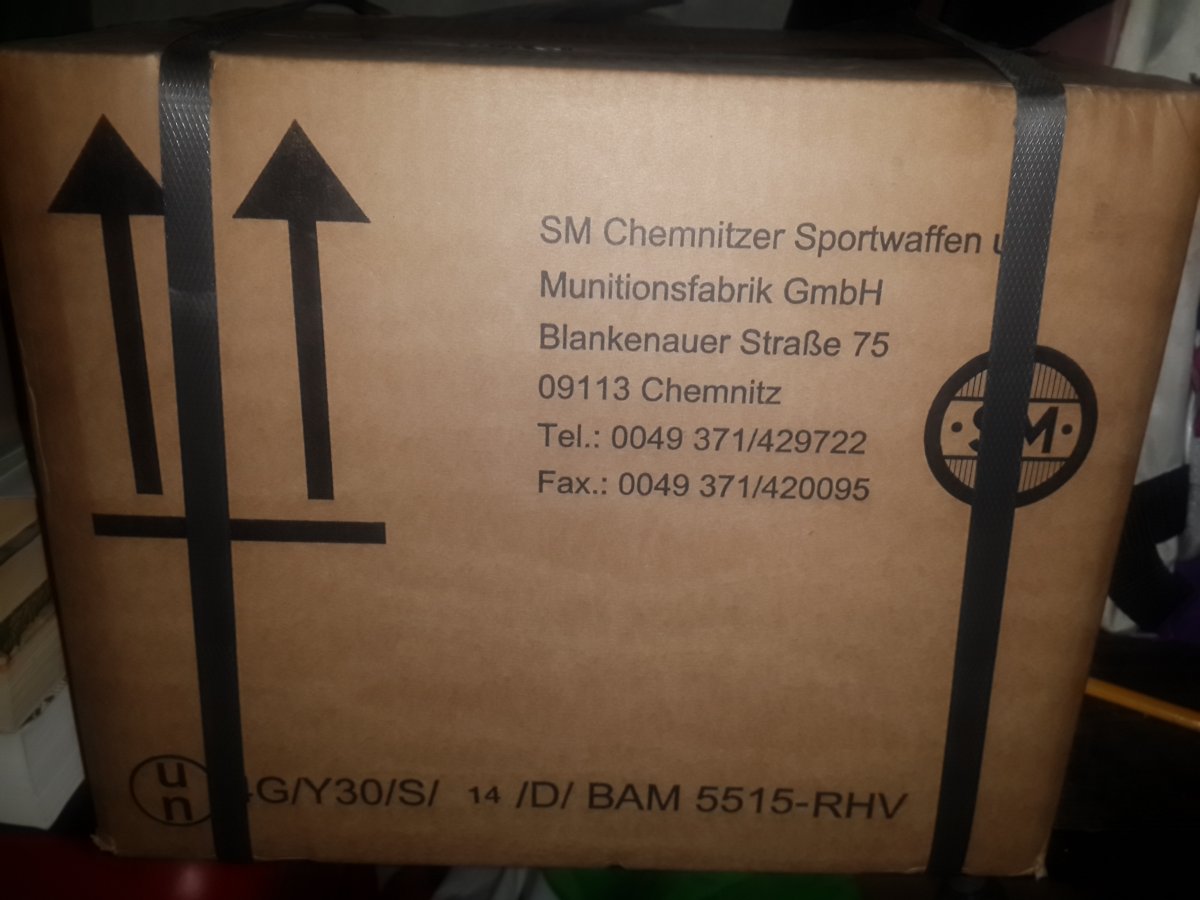 SM Chemnitzer Sportwaffen u
Munitionsfabrik GmbH
Blankenauer Straße 75
09113 Chemnitz
Tel.: 0049 371/429722
Fax.: 0049 371/420095
SM
un
4G/Y30/S/ 14 /D/ BAM 5515-RHV